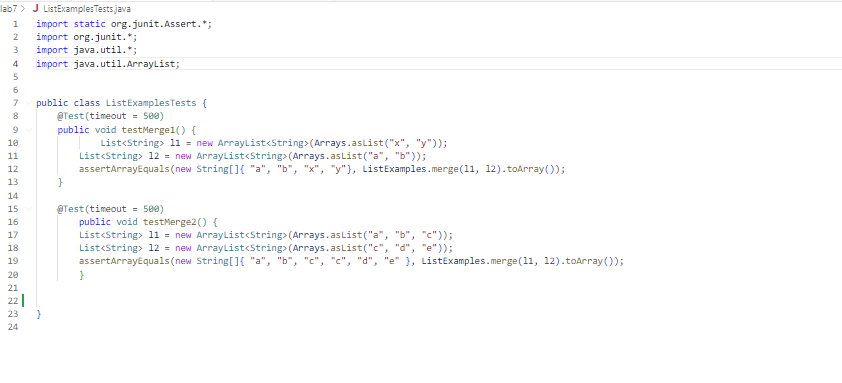 lab7 > J ListExamplesTests.java
1 import static org.junit.Assert.*;
2 import org.junit.*;
3 import java.util.*;
4 import java.util.ArrayList;
5
6
7 public class ListExamplesTests {
8 @Test(timeout = 500)
9 public void testMerge1() {
10 List<String> l1 = new ArrayList<String>(Arrays.asList("x", "y"));
11 List<String> l2 = new ArrayList<String>(Arrays.asList("a", "b"));
12 assertArrayEquals(new String[]{ "a", "b", "x", "y"}, ListExamples.merge(l1, l2).toArray());
13 }
14
15 @Test(timeout = 500)
16 public void testMerge2() {
17 List<String> l1 = new ArrayList<String>(Arrays.asList("a", "b", "c"));
18 List<String> l2 = new ArrayList<String>(Arrays.asList("c", "d", "e"));
19 assertArrayEquals(new String[]{ "a", "b", "c", "c", "d", "e" }, ListExamples.merge(l1, l2).toArray());
20 }
21
22
23 }
24